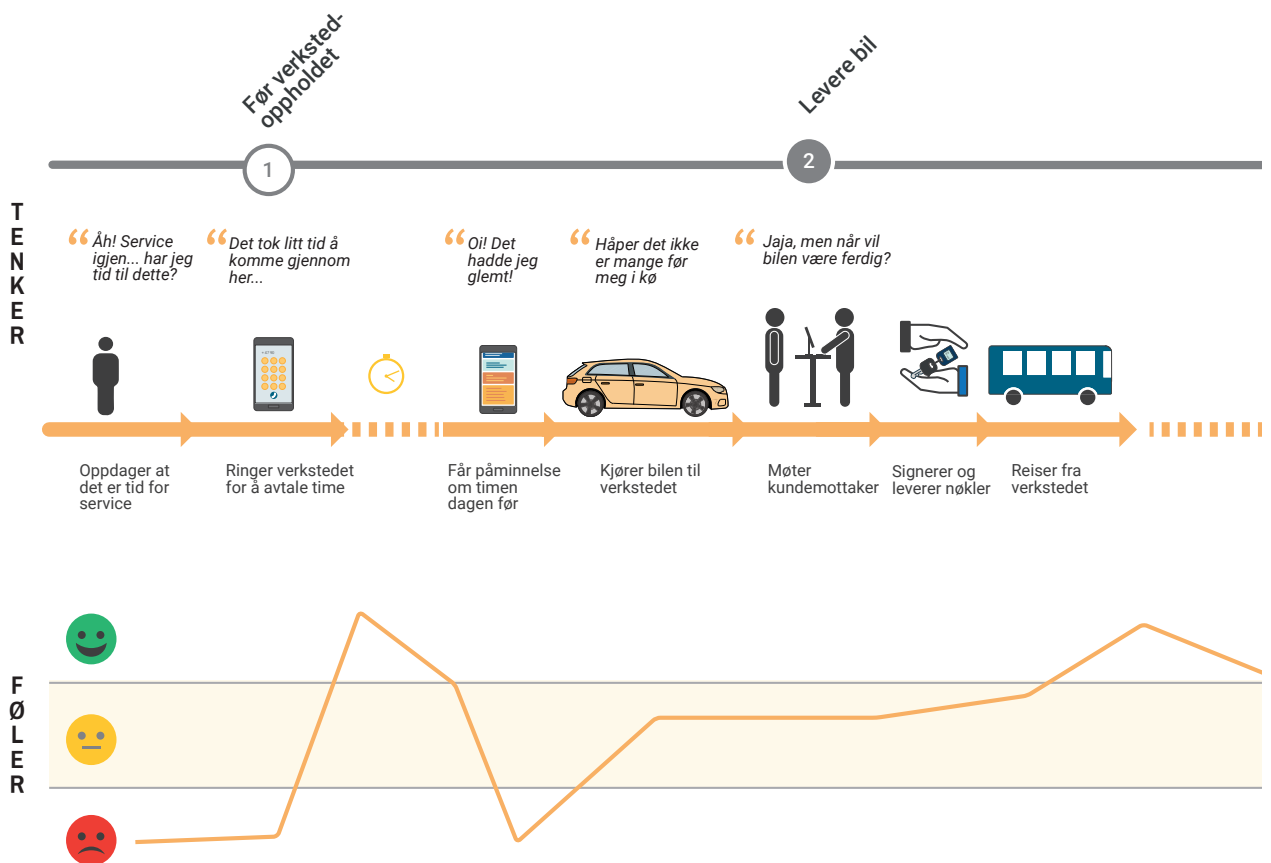 Før verksted-
oppholdet
Levere bil
1
2
TENKER
“ Åh! Service
igjen... har jeg
tid til dette?
“ Det tok litt tid å
komme gjennom
her...
“ Oi! Det
hadde jeg
glemt!
“ Håper det ikke
er mange før
meg i kø
“ Jaja, men når vil
bilen være ferdig?
Oppdager at
det er tid for
service
Ringer verkstedet
for å avtale time
Får påminnelse
om timen
dagen før
Kjører bilen til
verkstedet
Møter
kundemottaker
Signerer og
leverer nøkler
Reiser fra
verkstedet
FØLER